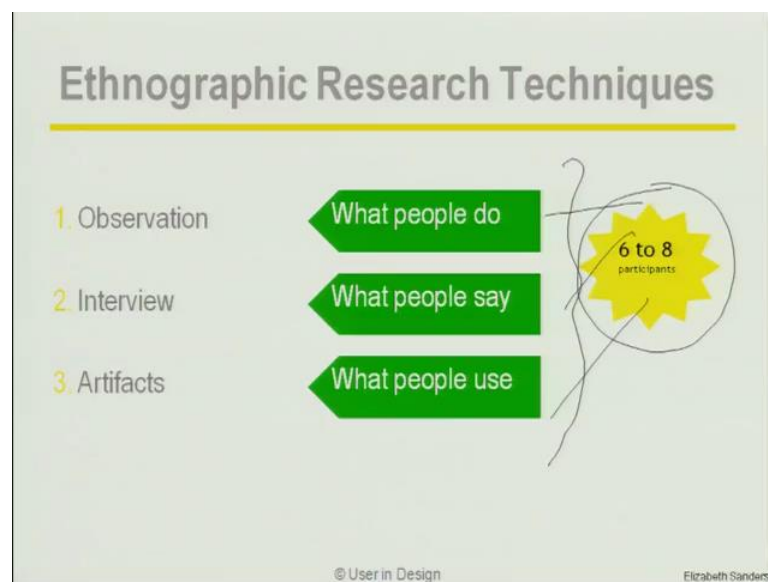 Ethnographic Research Techniques
1. Observation
What people do
6 to 8
participants
2. Interview
What people say
3. Artifacts
What people use
© User in Design
Elizabeth Sanders